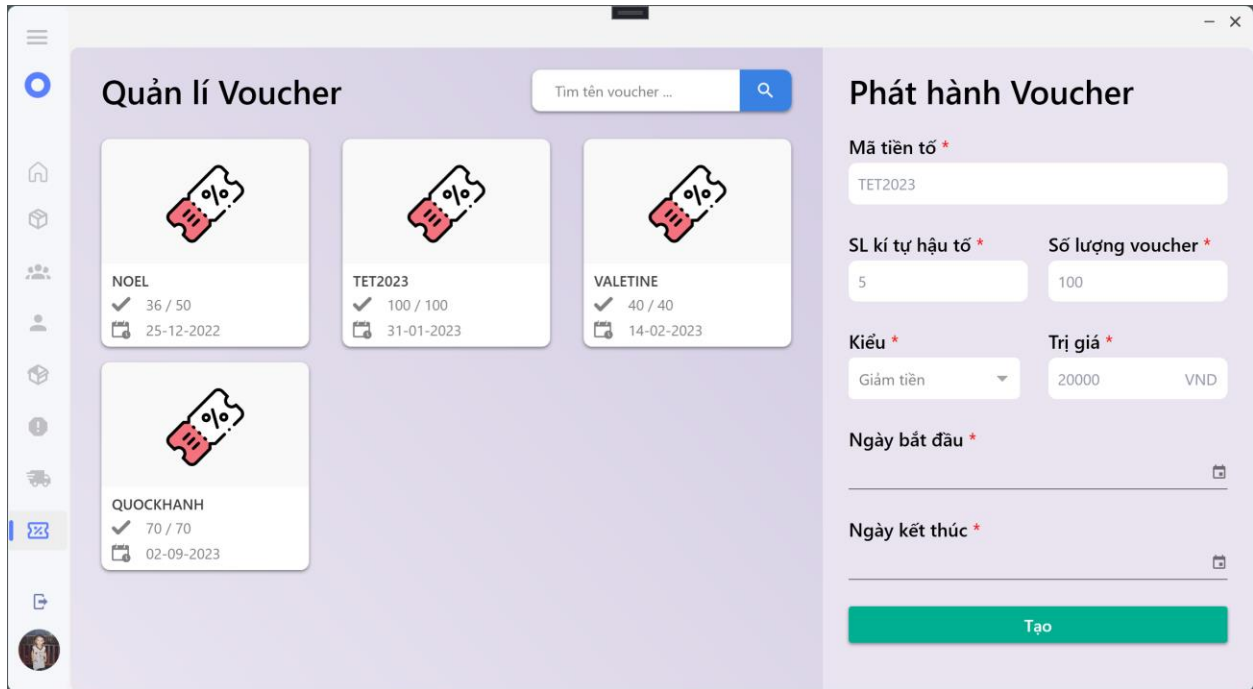 Quản lí Voucher
Tìm tên voucher ...
NOEL
36 / 50
25-12-2022
TET2023
100 / 100
31-01-2023
VALETINE
40 / 40
14-02-2023
QUOCKHANH
70 / 70
02-09-2023
Phát hành Voucher
Mã tiền tố *
TET2023
SL kí tự hậu tố *
Số lượng voucher *
5
100
Kiểu *
Trị giá *
Giảm tiền
20000 VND
Ngày bắt đầu *
Ngày kết thúc *
Tạo